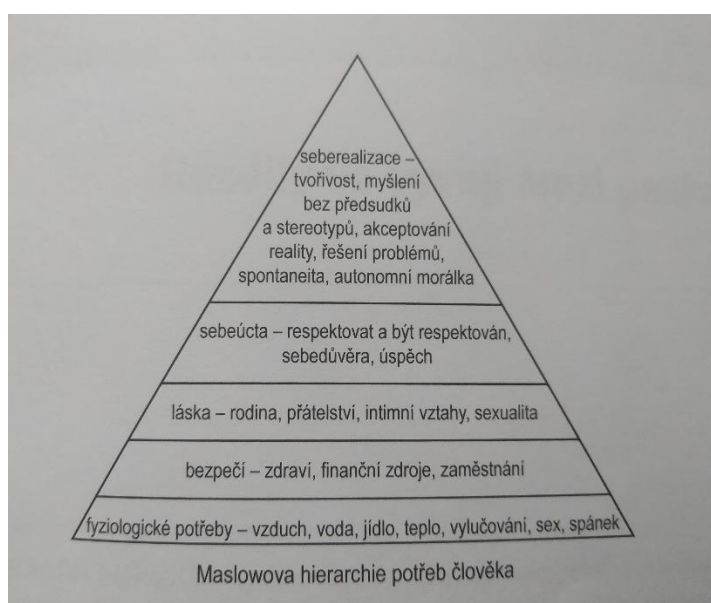 seberealizace –
tvořivost, myšlení
bez předsudků
a stereotypů, akceptování
reality, řešení problémů,
spontaneita, autonomní morálka
sebeúcta – respektovat a být respektován,
sebedůvěra, úspěch
láska – rodina, přátelství, intimní vztahy, sexualita
bezpečí – zdraví, finanční zdroje, zaměstnání
fyziologické potřeby – vzduch, voda, jídlo, teplo, vylučování, sex, spánek
Maslowova hierarchie potřeb člověka